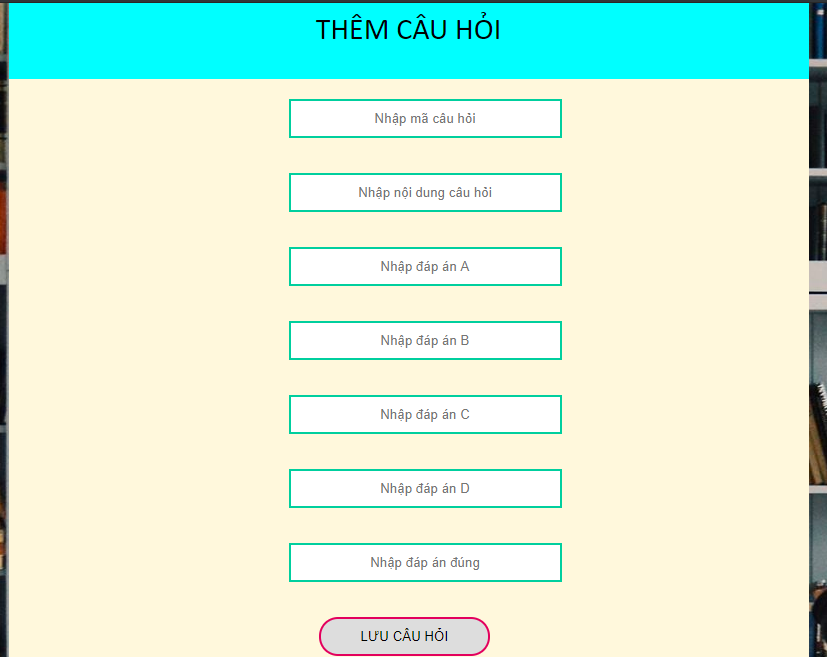 THÊM CÂU HỎI
Nhập mã câu hỏi
Nhập nội dung câu hỏi
Nhập đáp án A
Nhập đáp án B
Nhập đáp án C
Nhập đáp án D
Nhập đáp án đúng
LƯU CÂU HỎI